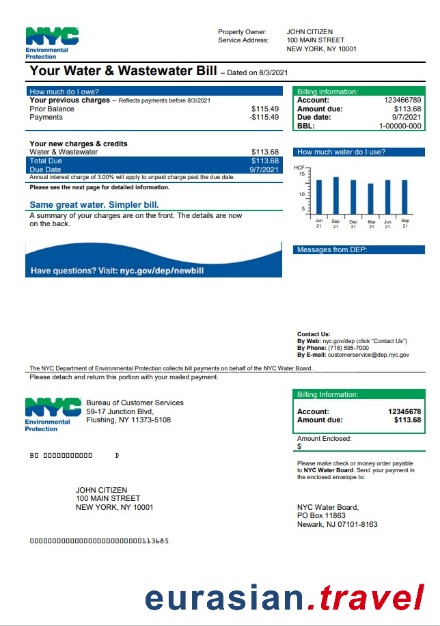 NYC
Environmental
Protection
Property Owner: JOHN CITIZEN
Service Address: 100 MAIN STREET
NEW YORK, NY 10001
Your Water & Wastewater Bill – Dated on 8/3/2021
How much do I owe?
Your previous charges – Reflects payments before 8/3/2021
Prior Balance $115.49
Payments -$115.49
Your new charges & credits
Water & Wastewater $113.68
Total Due $113.68
Due Date 9/7/2021
Annual interest charge of 3.00% will apply to unpaid charge past the due date.
Please see the next page for detailed information.
Same great water. Simpler bill.
A summary of your charges are on the front. The details are now
on the back.
Have questions? Visit: nyc.gov/dep/newbill
Billing information:
Account: 123466789
Amount due: $113.68
Due date: 9/7/2021
BBL: 1-00000-000
How much water do I use?
HCF
15
10
5
Jun Sep Dec Mar Jun Sep
21 21 21 21 21 21
Messages from DEP:
Contact Us:
By Web: nyc.gov/dep (click "Contact Us")
By Phone: (718) 595-7000
By E-mail: customerservice@dep.nyc.gov
The NYC Department of Environmental Protection collects bill payments on behalf of the NYC Water Board.
Please detach and return this portion with your mailed payment.
NYC
Environmental
Protection
Bureau of Customer Services
59-17 Junction Blvd,
Flushing, NY 11373-5108
Billing Information:
Account: 12345678
Amount due: $113.68
Amount Enclosed:
$
Please make check or money order payable
to NYC Water Board. Send your payment in
the enclosed envelope to:
JOHN CITIZEN
100 MAIN STREET
NEW YORK, NY 10001
NYC Water Board,
PO Box 11863
Newark, NJ 07101-8163
eurasian.travel